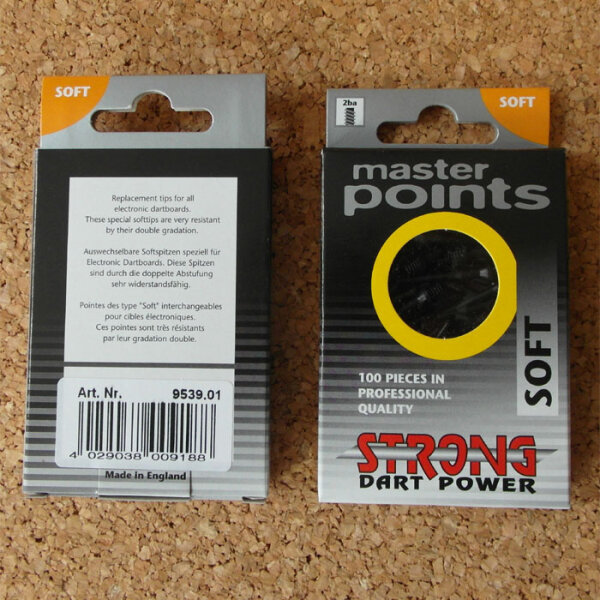 SOFT
Replacement tips for all
electronic dartboards.
These special softtips are very resistant
by their double gradation.
Auswechselbare Softspitzen speziell für
Electronic Dartboards. Diese Spitzen
sind durch die doppelte Abstufung
sehr widerstandsfähig.
Pointes des type "Soft" interchangeables
pour cibles électroniques.
Ces pointes sont très résistants
par leur gradation double.
Art. Nr. 9539.01
4 029038 009188
Made in England
2ba
SOFT
master
points
SOFT
100 PIECES IN
PROFESSIONAL
QUALITY
STRONG
DART POWER